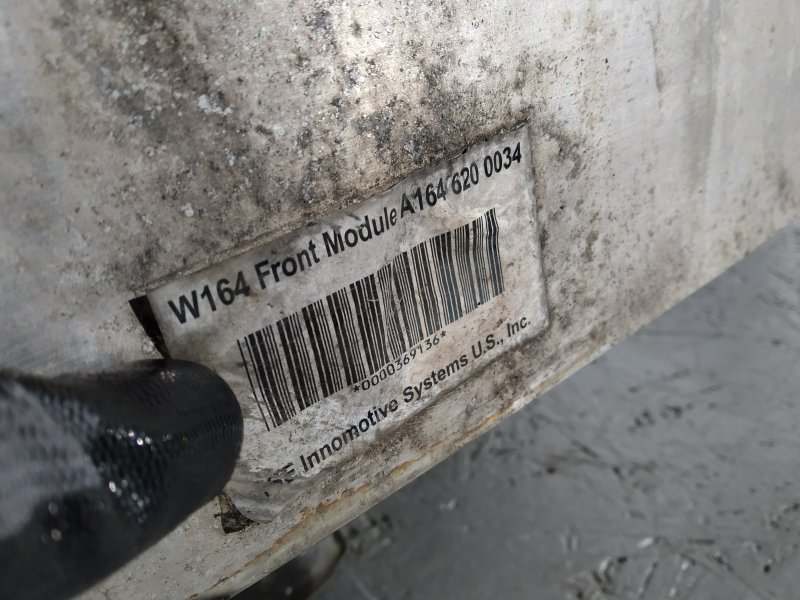 W164 Front Module A164 620 0034
*0000369136*
Innomotive Systems U.S., Inc.